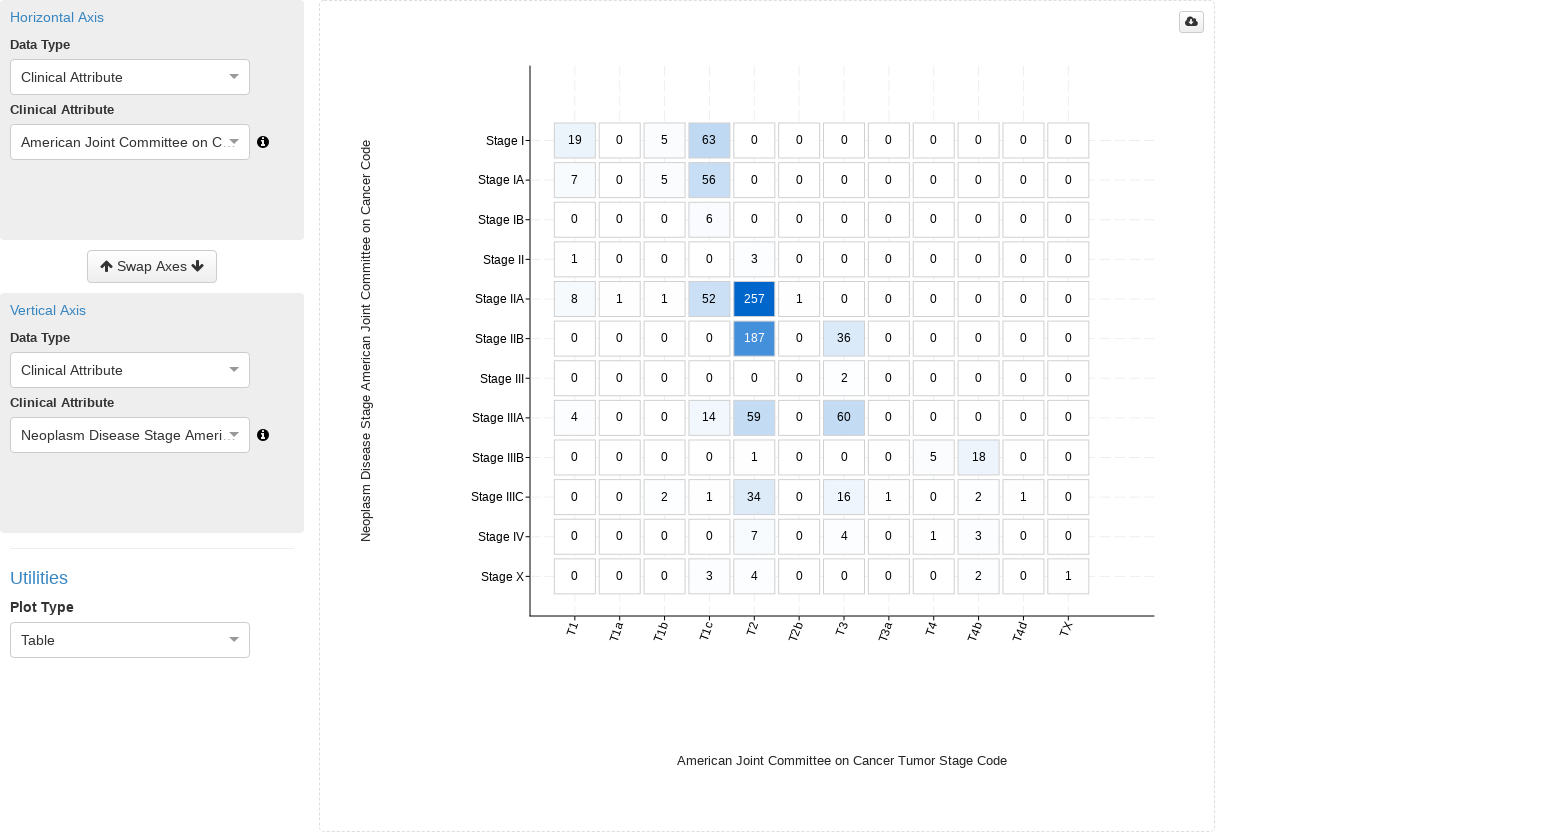 Horizontal Axis
Data Type
Clinical Attribute
Clinical Attribute
American Joint Committee on C…
Swap Axes
Vertical Axis
Data Type
Clinical Attribute
Clinical Attribute
Neoplasm Disease Stage Ameri…
Utilities
Plot Type
Table
Neoplasm Disease Stage American Joint Committee on Cancer Code
Stage I 19 0 5 63 0 0 0 0 0 0 0 0
Stage IA 7 0 5 56 0 0 0 0 0 0 0 0
Stage IB 0 0 0 6 0 0 0 0 0 0 0 0
Stage II 1 0 0 0 3 0 0 0 0 0 0 0
Stage IIA 8 1 1 52 257 1 0 0 0 0 0 0
Stage IIB 0 0 0 0 187 0 36 0 0 0 0 0
Stage III 0 0 0 0 0 0 2 0 0 0 0 0
Stage IIIA 4 0 0 14 59 0 60 0 0 0 0 0
Stage IIIB 0 0 0 0 1 0 0 0 5 18 0 0
Stage IIIC 0 0 2 1 34 0 16 1 0 2 1 0
Stage IV 0 0 0 0 7 0 4 0 1 3 0 0
Stage X 0 0 0 3 4 0 0 0 0 2 0 1
T1 T1a T1b T1c T2 T2b T3 T3a T4 T4b T4d TX
American Joint Committee on Cancer Tumor Stage Code